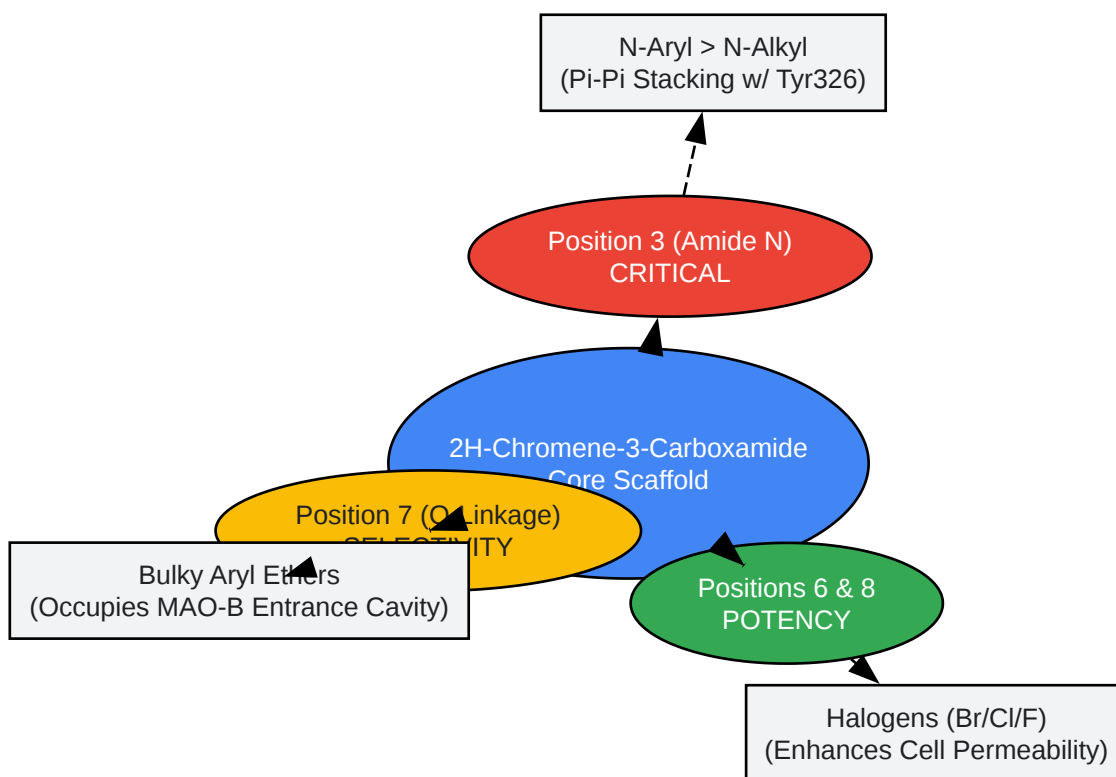 N-Aryl > N-Alkyl
(Pi-Pi Stacking w/ Tyr326)
Position 3 (Amide N)
CRITICAL
2H-Chromene-3-Carboxamide
Core Scaffold
Position 7 (O-Linkage)
SELECTIVITY
Bulky Aryl Ethers
(Occupies MAO-B Entrance Cavity)
Positions 6 & 8
POTENCY
Halogens (Br/Cl/F)
(Enhances Cell Permeability)